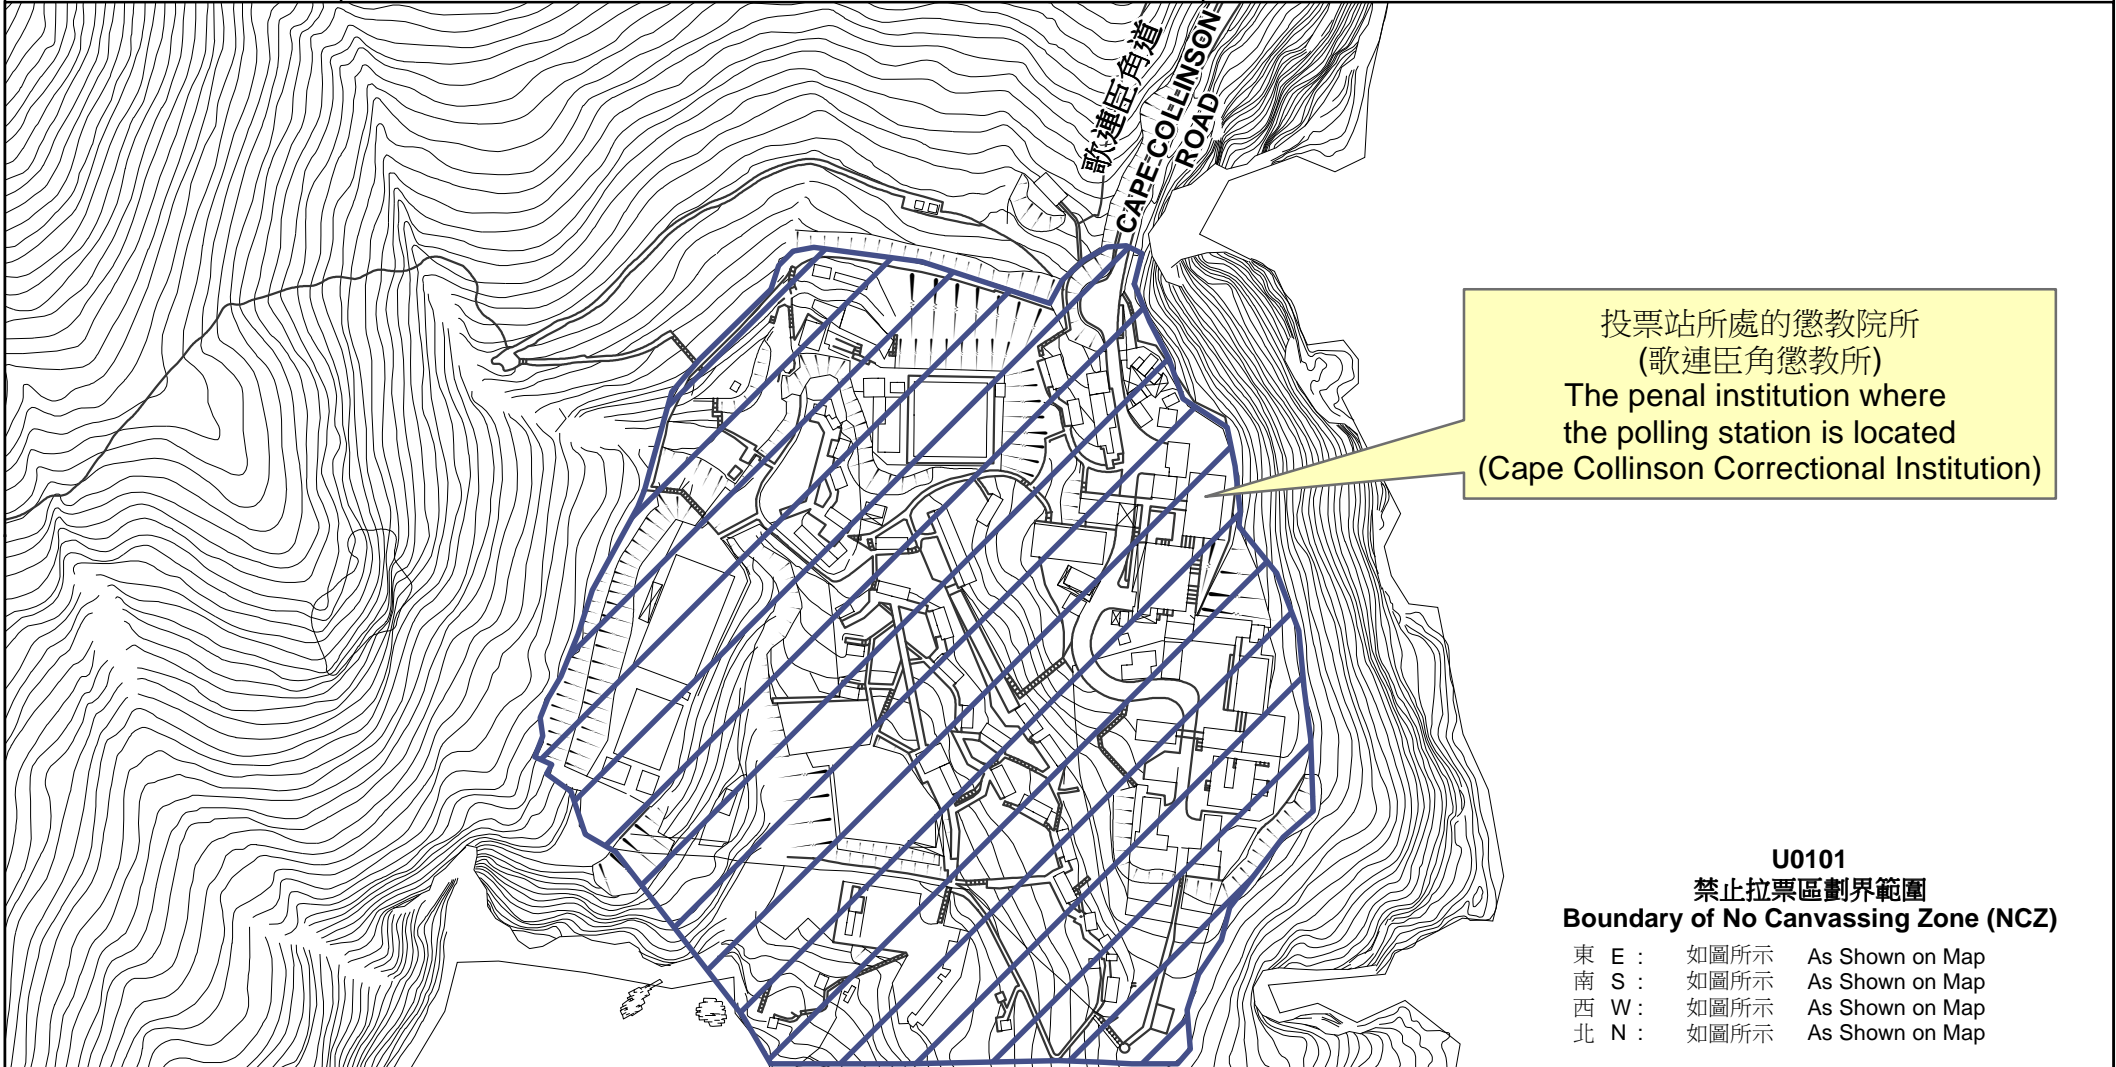 歌連臣角道
CAPE COLLINSON
ROAD
投票站所處的懲教院所
(歌連臣角懲教所)
The penal institution where
the polling station is located
(Cape Collinson Correctional Institution)
U0101
禁止拉票區劃界範圍
Boundary of No Canvassing Zone (NCZ)
東 E : 如圖所示 As Shown on Map
南 S : 如圖所示 As Shown on Map
西 W : 如圖所示 As Shown on Map
北 N : 如圖所示 As Shown on Map